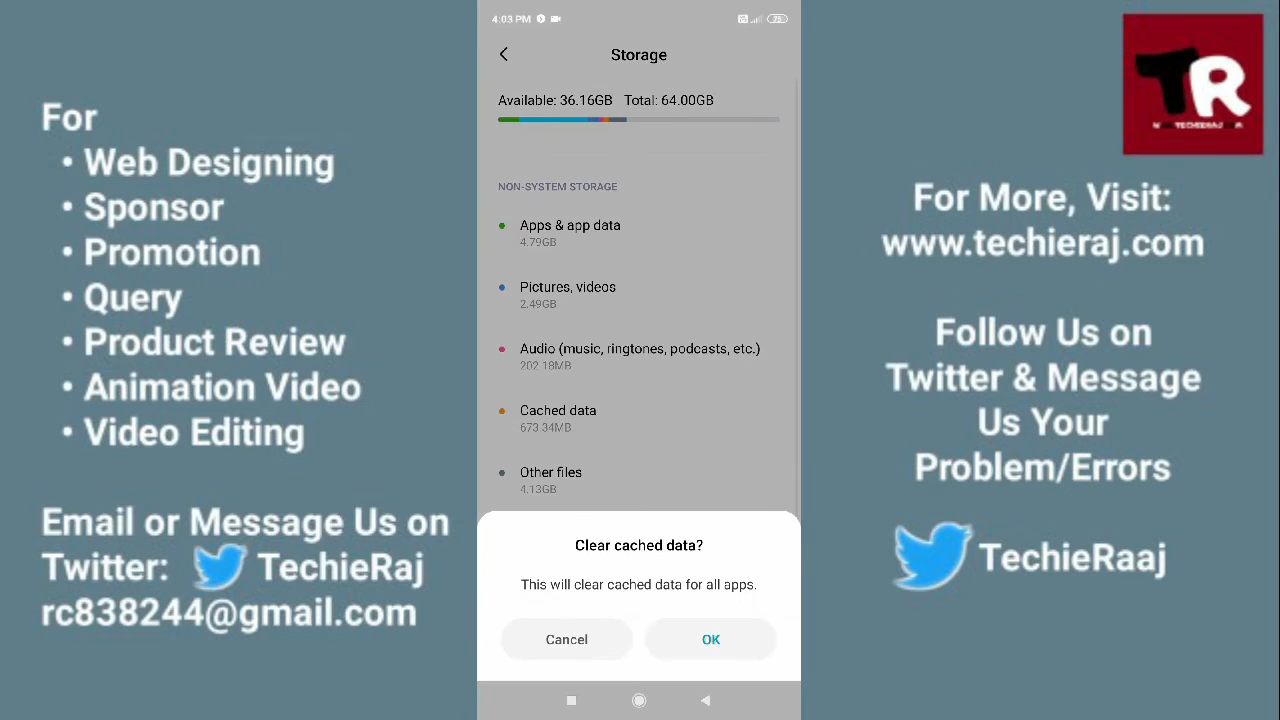 For
• Web Designing
• Sponsor
• Promotion
• Query
• Product Review
• Animation Video
• Video Editing
Email or Message Us on
Twitter: TechieRaj
rc838244@gmail.com
4:03 PM
Storage
Available: 36.16GB Total: 64.00GB
NON-SYSTEM STORAGE
Apps & app data
4.79GB
Pictures, videos
2.49GB
Audio (music, ringtones, podcasts, etc.)
202.18MB
Cached data
673.34MB
Other files
4.13GB
Clear cached data?
This will clear cached data for all apps.
Cancel
OK
TR
For More, Visit:
www.techieraj.com
Follow Us on
Twitter & Message
Us Your
Problem/Errors
TechieRaaj